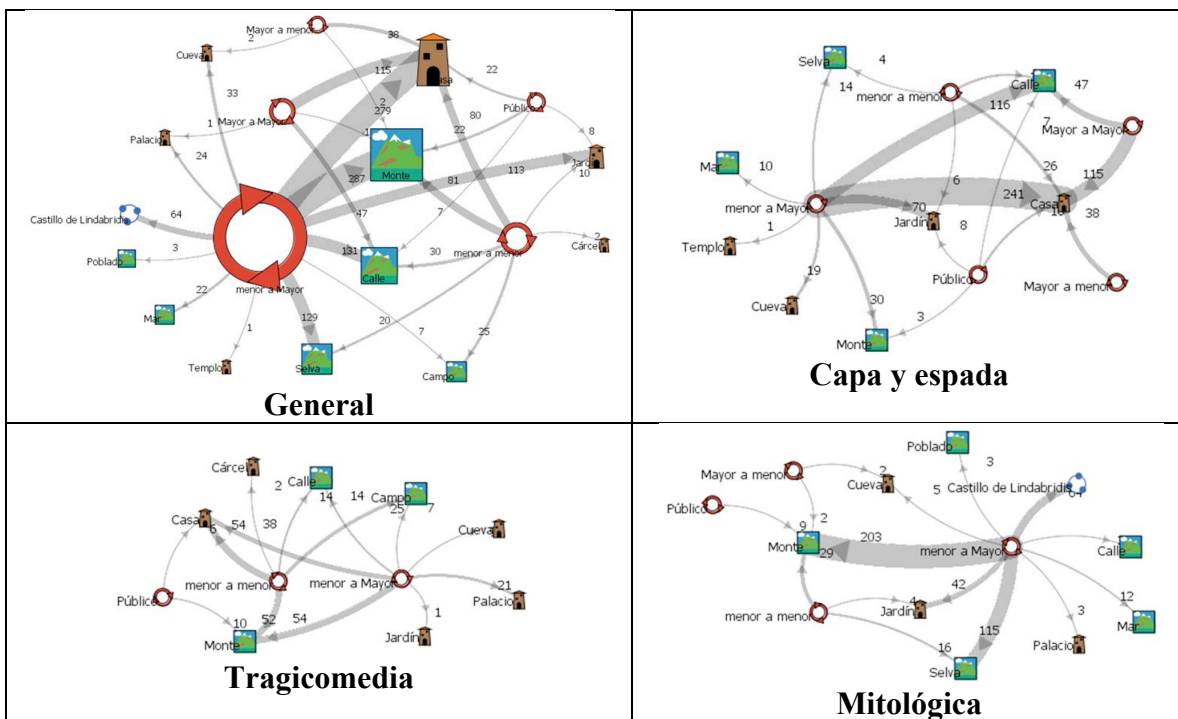 Mayor a menor
38
Cueva
2
asa
115
22
33
2
279
Público
80
Mayor a Mayor
1
22
8
Palacio
1
Jard
24
Monte
10
287
81
113
Castillo de Lindabridis
64
47
7
Cárcel
2
131
30
menor a menor
Poblado
3
Calle
menor a Mayor
22
Mar
129
20
7
25
1
Templo
Selva
Campo
General
Selva
4
Calle
47
14
menor a menor
116
7
Mayor a Mayor
Mar
10
26
115
6
menor a Mayor
70
241
Casa
38
Jardín
Templo
1
8
Público
19
Cueva
Mayor a menor
30
3
Monte
Capa y espada
Cárcel
Calle
2
14
14
Campo
25
7
Casa
54
38
Cueva
6
menor a menor
menor a Mayor
Público
21
Palacio
10
52
54
1
Monte
Jardín
Tragicomedia
Poblado
3
Mayor a menor
2
Cueva
5
Castillo de Lindabridis
64
Público
2
9
203
Monte
29
menor a Mayor
Calle
42
4
12
menor a menor
Jardín
3
Mar
115
Palacio
16
Selva
Mitológica